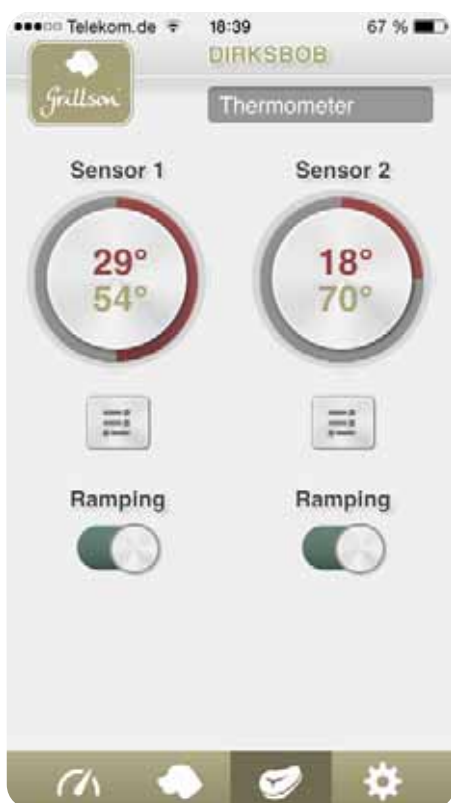 Telekom.de 18:39 67 %
DIRKSBOB
Grillson
Thermometer
Sensor 1 Sensor 2
29° 18°
54° 70°
Ramping Ramping